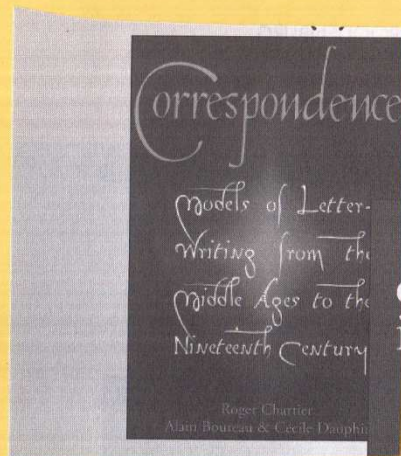 Correspondence
Models of Letter-
Writing from the
Middle Ages to the
Nineteenth Century
Roger Chartier
Alain Boureau & Cécile Dauphin